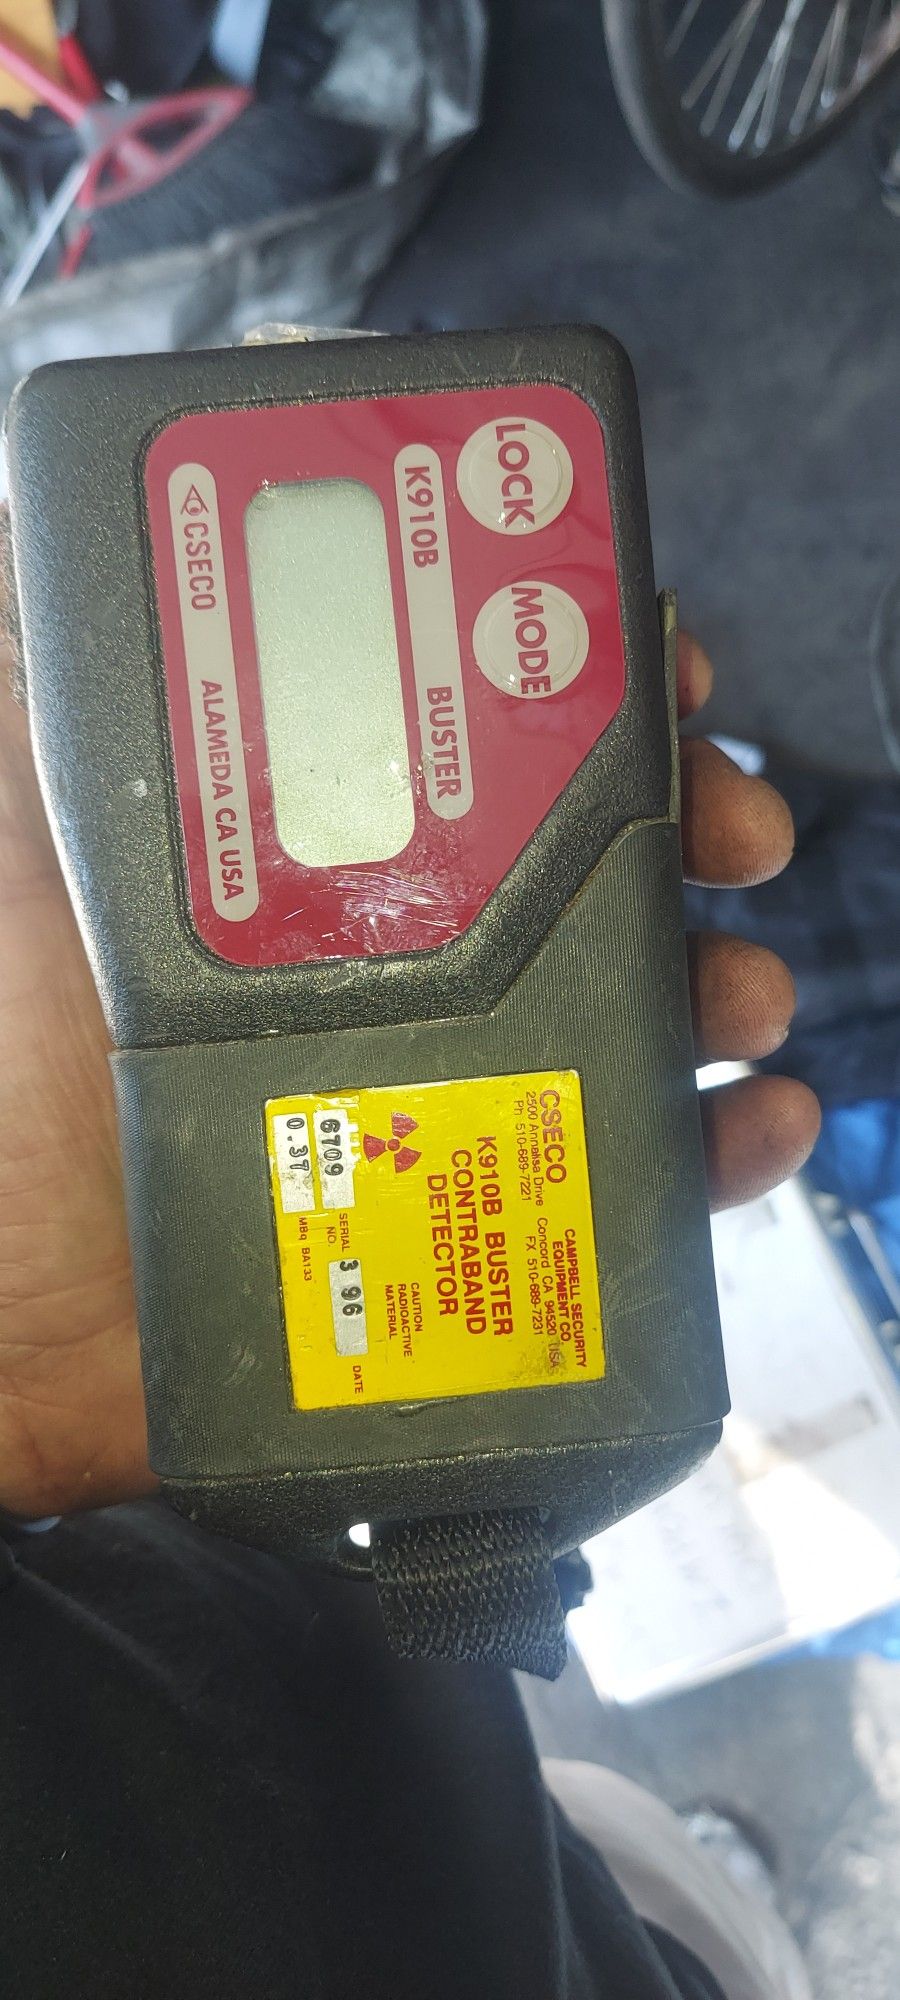 LOCK MODE
K910B BUSTER
CSECO ALAMEDA CA USA
CSECO
CAMPBELL SECURITY
EQUIPMENT CO.
2500 Annalisa Drive Concord CA 94520 USA
Ph 510-689-7221 FX 510-689-7231
K910B BUSTER
CONTRABAND
DETECTOR
CAUTION
RADIOACTIVE
MATERIAL
6709 SERIAL NO. 3 96 DATE
0.37 MBq BA133